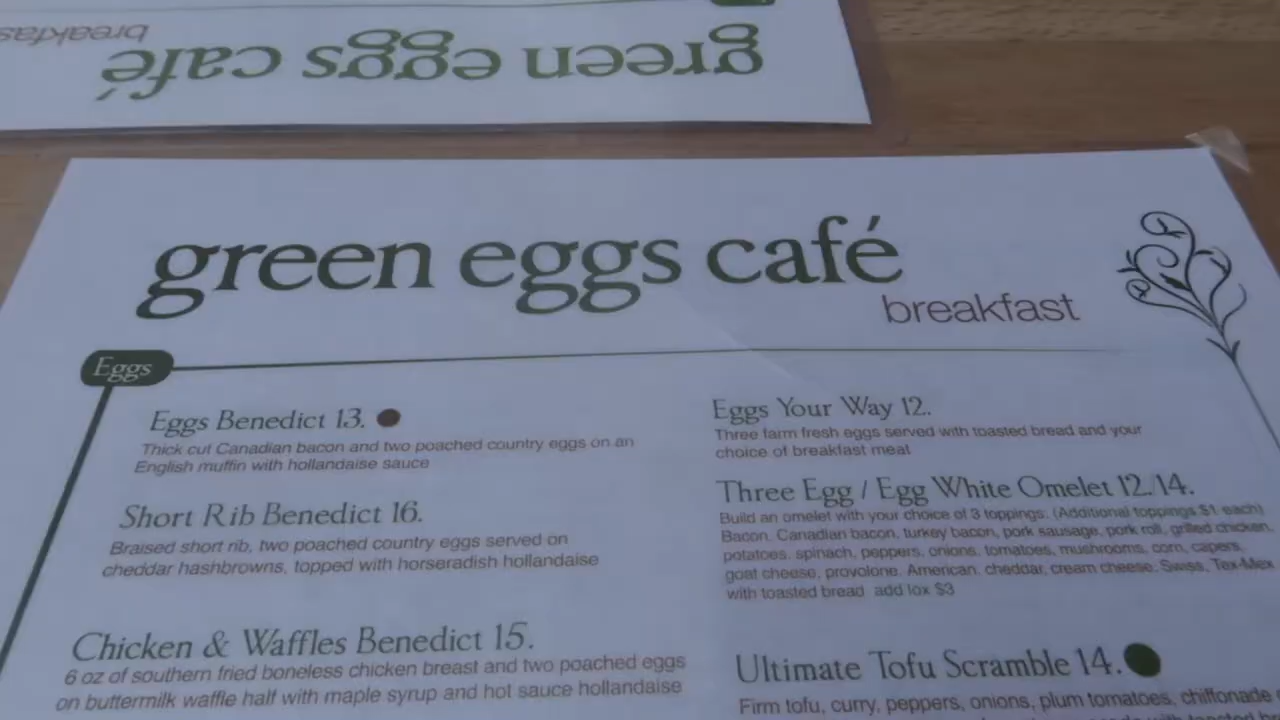 breakfas
green eggs café
green eggs café
breakfast
Eggs
Eggs Benedict 13.
Thick cut Canadian bacon and two poached country eggs on an
English muffin with hollandaise sauce
Short Rib Benedict 16.
Braised short rib, two poached country eggs served on
cheddar hashbrowns, topped with horseradish hollandaise
Chicken & Waffles Benedict 15.
6 oz of southern fried boneless chicken breast and two poached eggs
on buttermilk waffle half with maple syrup and hot sauce hollandaise
Eggs Your Way 12.
Three farm fresh eggs served with toasted bread and your
choice of breakfast meat
Three Egg / Egg White Omelet 12./14.
Build an omelet with your choice of 3 toppings: (Additional toppings $1 each)
Bacon, Canadian bacon, turkey bacon, pork sausage, pork roll, grilled chicken,
potatoes, spinach, peppers, onions, tomatoes, mushrooms, corn, capers,
goat cheese, provolone, American, cheddar, cream cheese, Swiss, Tex-Mex
with toasted bread add lox $3
Ultimate Tofu Scramble 14.
Firm tofu, curry, peppers, onions, plum tomatoes, chiffonade